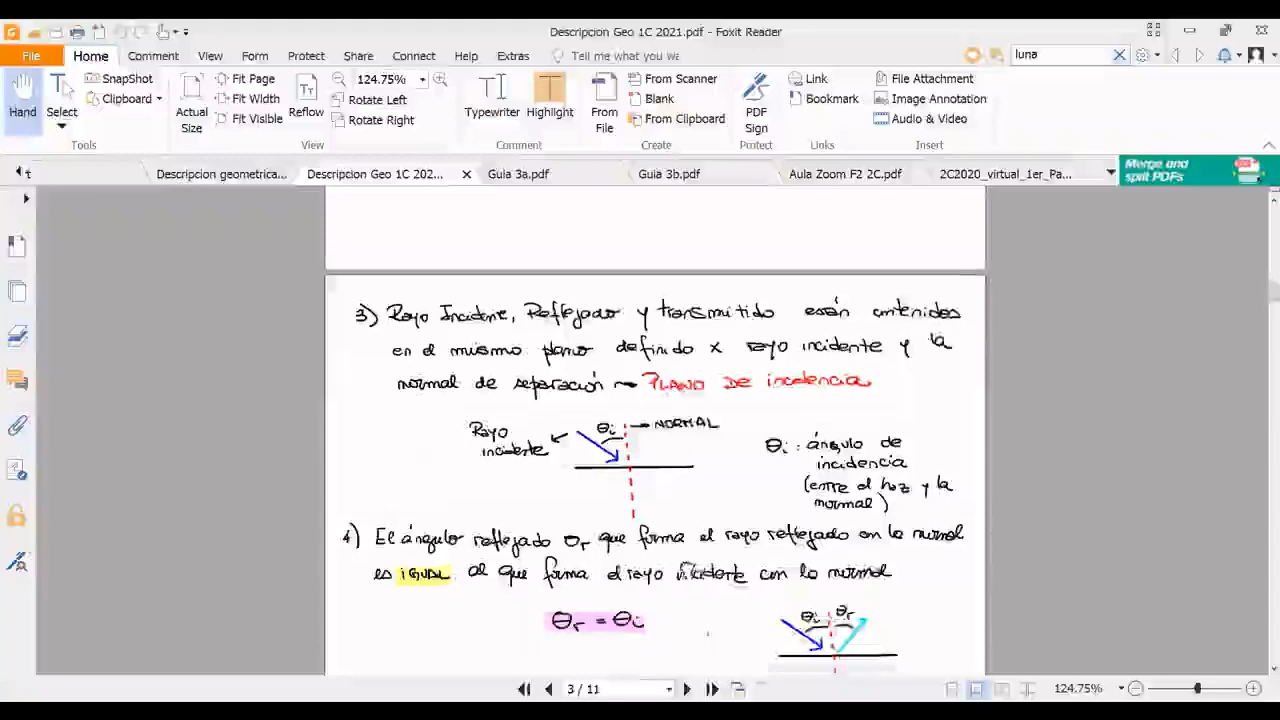 Descripcion Geo 1C 2021.pdf - Foxit Reader
luna
File Home Comment View Form Protect Share Connect Help Extras Tell me what you wa
Hand
Select
SnapShot
Clipboard
Tools
Actual Size
Fit Page
Fit Width
Fit Visible
Reflow
124.75%
Rotate Left
Rotate Right
View
Typewriter
Highlight
Comment
From File
From Scanner
Blank
From Clipboard
Create
PDF Sign
Protect
Link
Bookmark
Links
File Attachment
Image Annotation
Audio & Video
Insert
t Descripcion geometrica... Descripcion Geo 1C 202... Guia 3a.pdf Guia 3b.pdf Aula Zoom F2 2C.pdf 2C2020_virtual_1er_Pa...
Merge and
split PDFs
3) Rayo Incidente, Reflejado y transmitido están contenidos
en el mismo plano definido x rayo incidente y la
normal de separación → PLANO DE incidencia
Rayo
incidente
θi
→ NORMAL
θi : ángulo de
incidencia
(entre el haz y la
normal)
4) El ángulo reflejado θr que forma el rayo reflejado con la normal
es IGUAL al que forma el rayo incidente con la normal
θr = θi
θi θr
3 / 11
124.75%